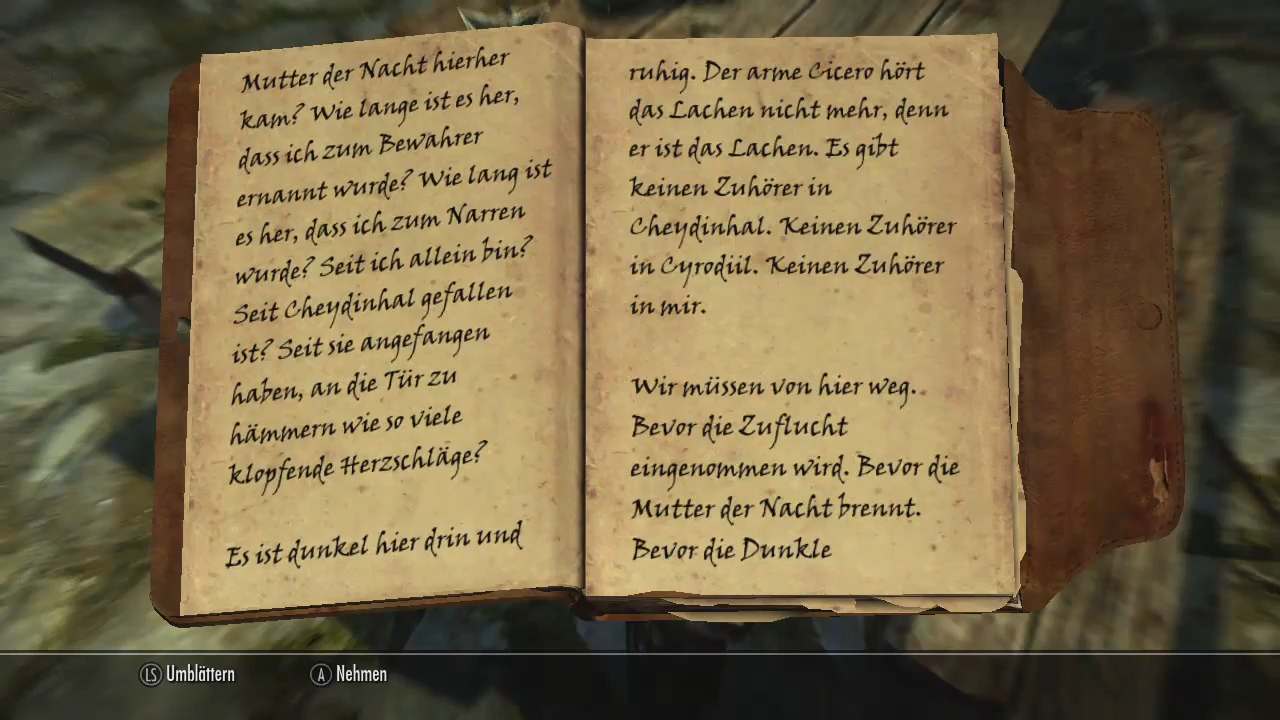 Mutter der Nacht hierher
kam? Wie lange ist es her,
dass ich zum Bewahrer
ernannt wurde? Wie lang ist
es her, dass ich zum Narren
wurde? Seit ich allein bin?
Seit Cheydinhal gefallen
ist? Seit sie angefangen
haben, an die Tür zu
hämmern wie so viele
klopfende Herzschläge?
Es ist dunkel hier drin und
ruhig. Der arme Cicero hört
das Lachen nicht mehr, denn
er ist das Lachen. Es gibt
keinen Zuhörer in
Cheydinhal. Keinen Zuhörer
in Cyrodiil. Keinen Zuhörer
in mir.
Wir müssen von hier weg.
Bevor die Zuflucht
eingenommen wird. Bevor die
Mutter der Nacht brennt.
Bevor die Dunkle
LS Umblättern
A Nehmen